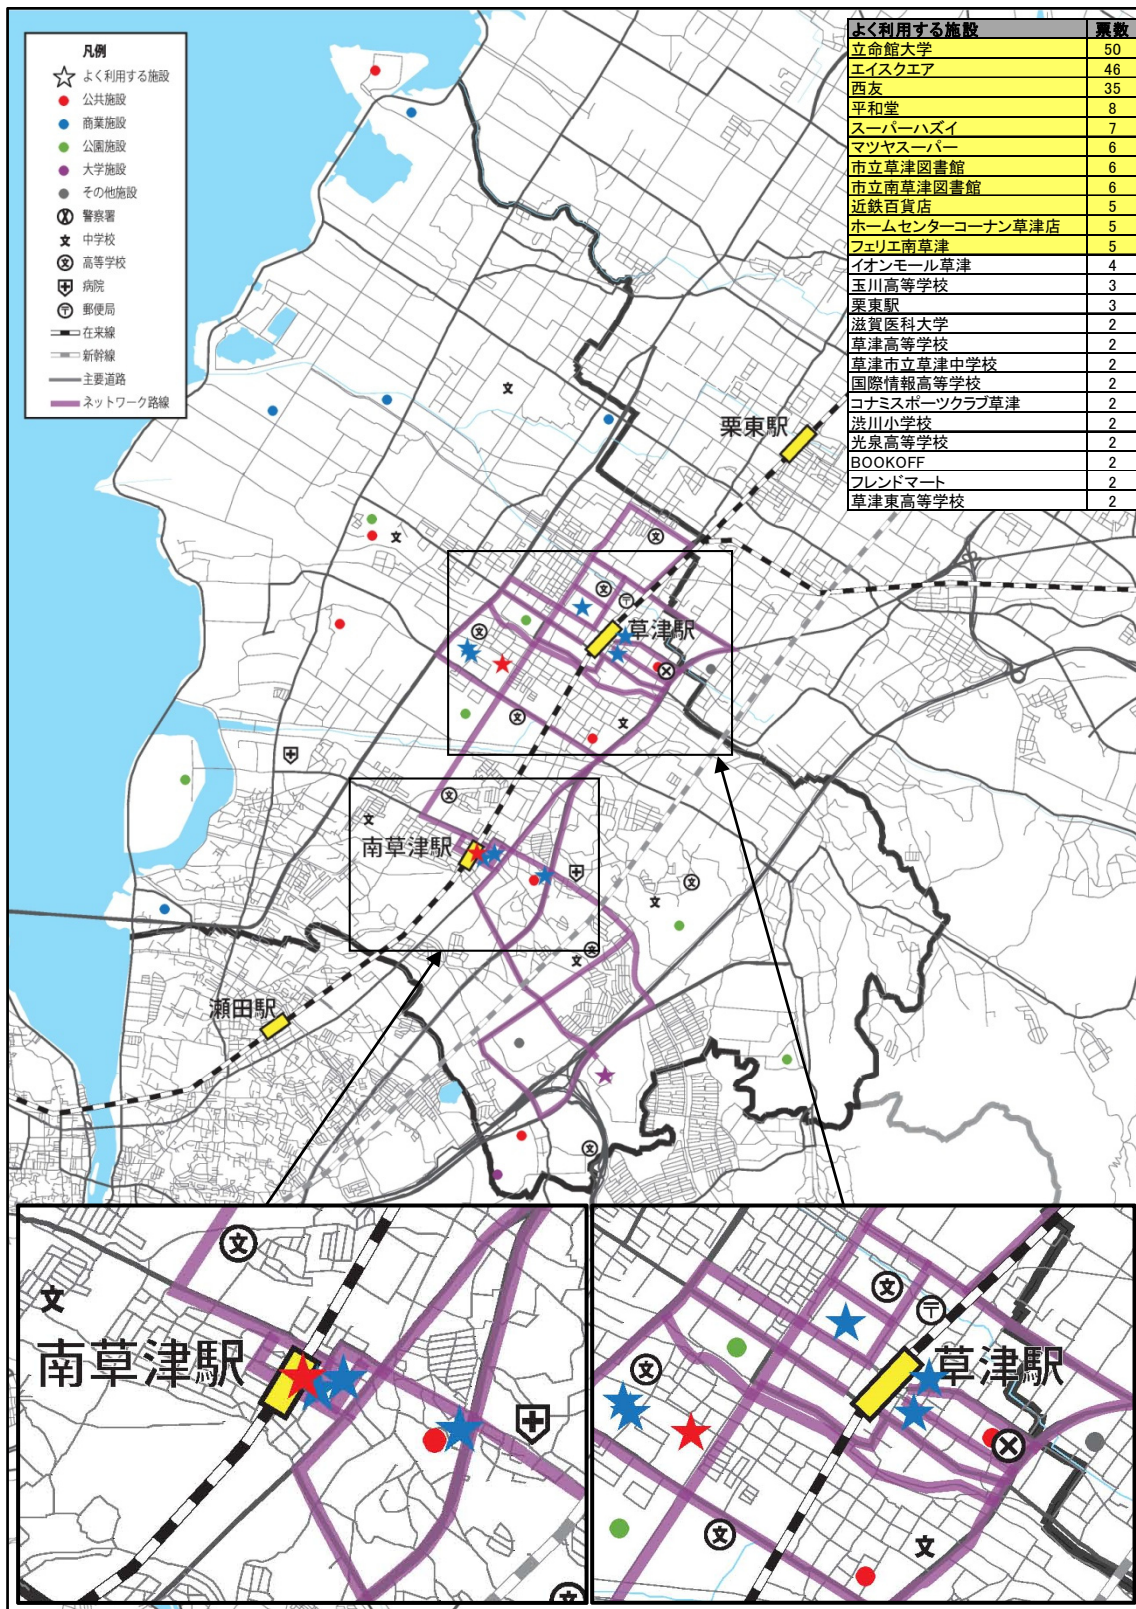 凡例
よく利用する施設
公共施設
商業施設
公園施設
大学施設
その他施設
警察署
中学校
高等学校
病院
郵便局
在来線
新幹線
主要道路
ネットワーク路線
よく利用する施設 票数
立命館大学 50
エイスクエア 46
西友 35
平和堂 8
スーパーハズイ 7
マツヤスーパー 6
市立草津図書館 6
市立南草津図書館 6
近鉄百貨店 5
ホームセンターコーナン草津店 5
フェリエ南草津 5
イオンモール草津 4
玉川高等学校 3
栗東駅 3
滋賀医科大学 2
草津高等学校 2
草津市立草津中学校 2
国際情報高等学校 2
コナミスポーツクラブ草津 2
渋川小学校 2
光泉高等学校 2
BOOKOFF 2
フレンドマート 2
草津東高等学校 2
栗東駅
草津駅
南草津駅
瀬田駅
南草津駅
草津駅